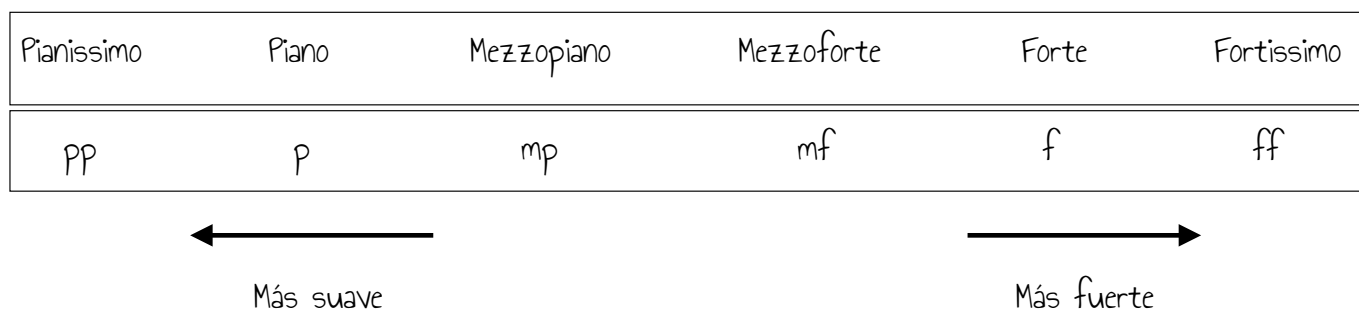 Pianissimo Piano Mezzopiano Mezzoforte Forte Fortissimo
pp p mp mf f ff
Más suave Más fuerte